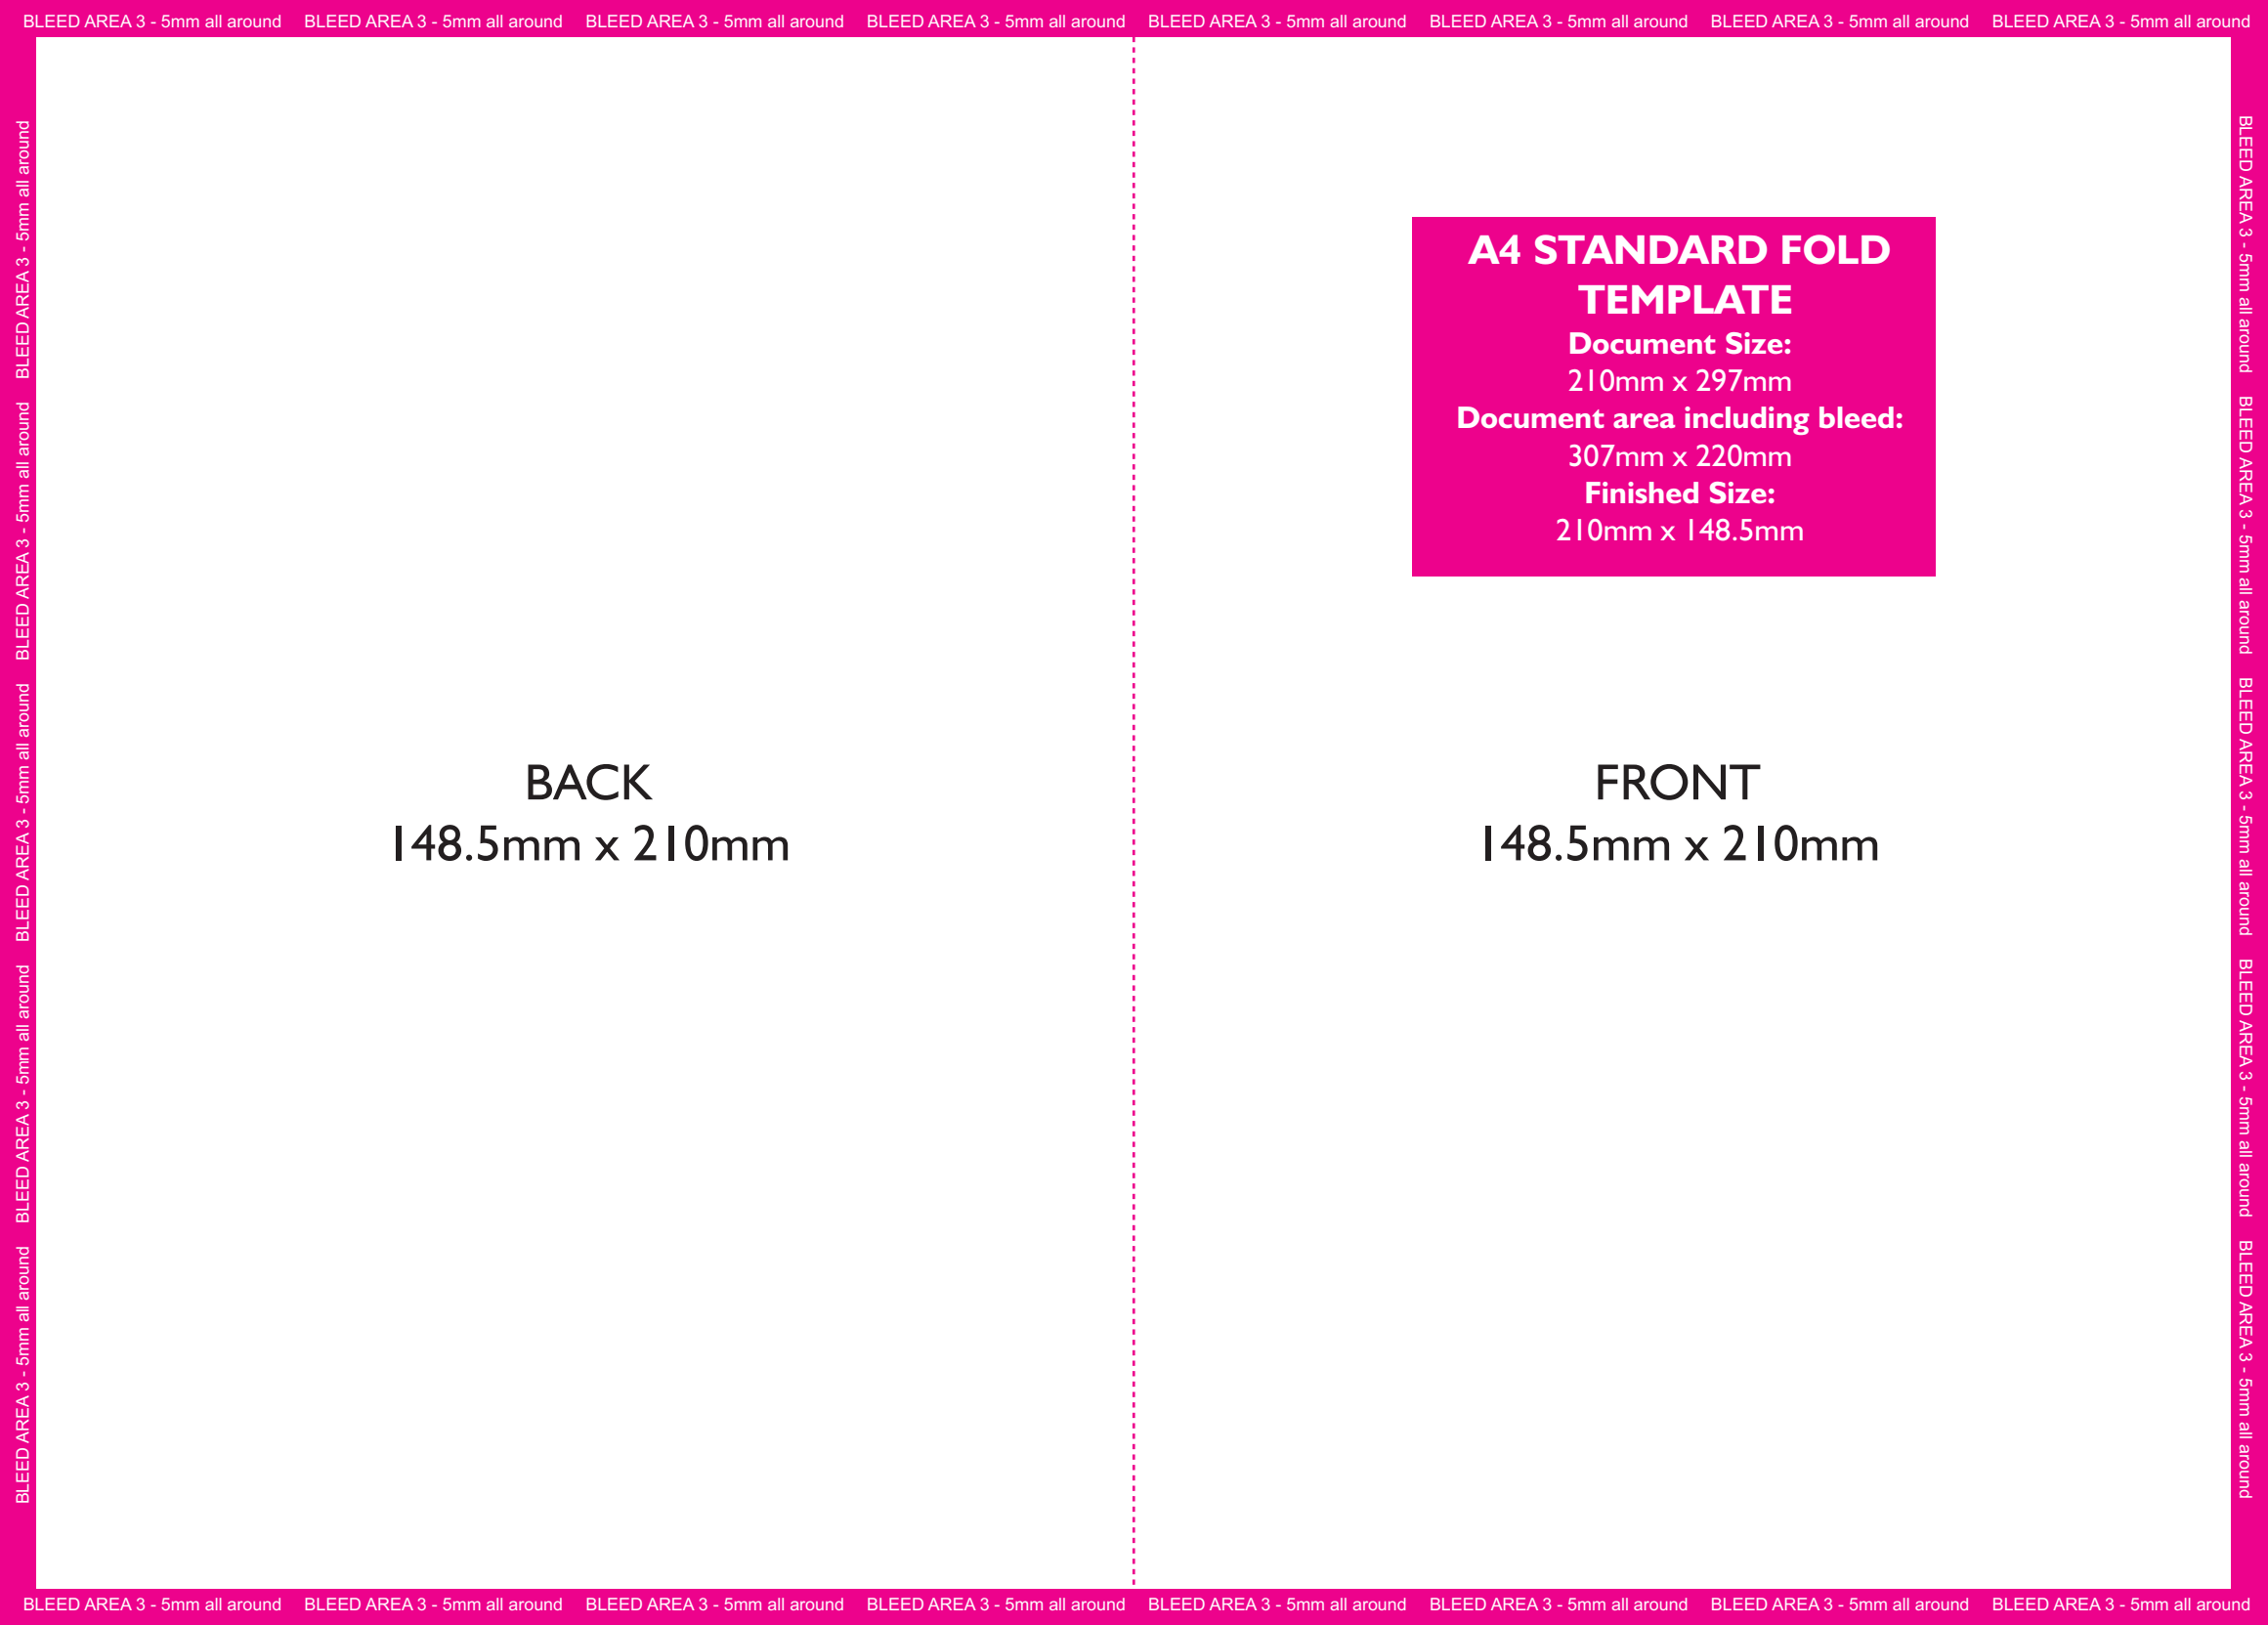 BLEED AREA 3 - 5mm all around BLEED AREA 3 - 5mm all around BLEED AREA 3 - 5mm all around BLEED AREA 3 - 5mm all around BLEED AREA 3 - 5mm all around BLEED AREA 3 - 5mm all around BLEED AREA 3 - 5mm all around BLEED AREA 3 - 5mm all around
BLEED AREA 3 - 5mm all around BLEED AREA 3 - 5mm all around BLEED AREA 3 - 5mm all around BLEED AREA 3 - 5mm all around BLEED AREA 3 - 5mm all around
BACK
148.5mm x 210mm
A4 STANDARD FOLD
TEMPLATE
Document Size:
210mm x 297mm
Document area including bleed:
307mm x 220mm
Finished Size:
210mm x 148.5mm
FRONT
148.5mm x 210mm
BLEED AREA 3 - 5mm all around BLEED AREA 3 - 5mm all around BLEED AREA 3 - 5mm all around BLEED AREA 3 - 5mm all around BLEED AREA 3 - 5mm all around
BLEED AREA 3 - 5mm all around BLEED AREA 3 - 5mm all around BLEED AREA 3 - 5mm all around BLEED AREA 3 - 5mm all around BLEED AREA 3 - 5mm all around BLEED AREA 3 - 5mm all around BLEED AREA 3 - 5mm all around BLEED AREA 3 - 5mm all around